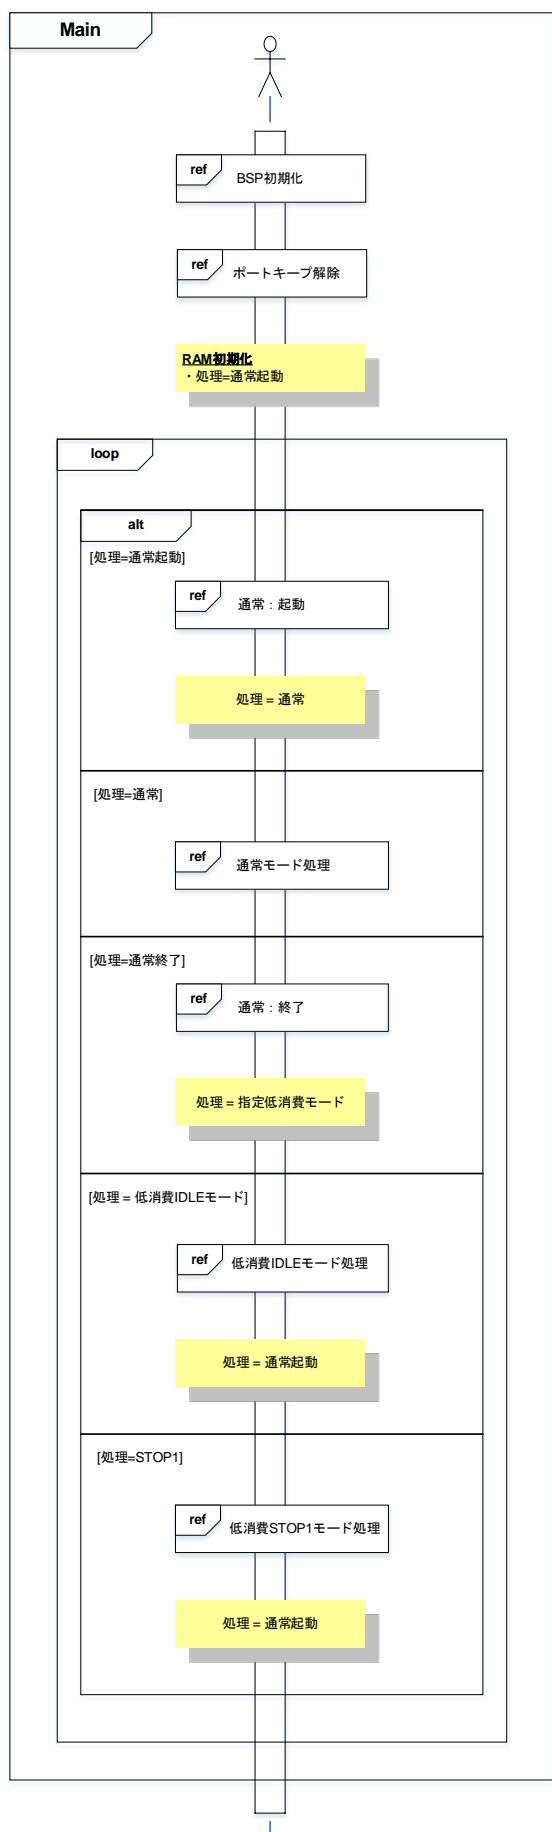 Main
ref
BSP初期化
ref
ポートキープ解除
RAM初期化
・処理=通常起動
loop
alt
[処理=通常起動]
ref
通常：起動
処理 = 通常
[処理=通常]
ref
通常モード処理
[処理=通常終了]
ref
通常：終了
処理 = 指定低消費モード
[処理 = 低消費IDLEモード]
ref
低消費IDLEモード処理
処理 = 通常起動
[処理=STOP1]
ref
低消費STOP1モード処理
処理 = 通常起動